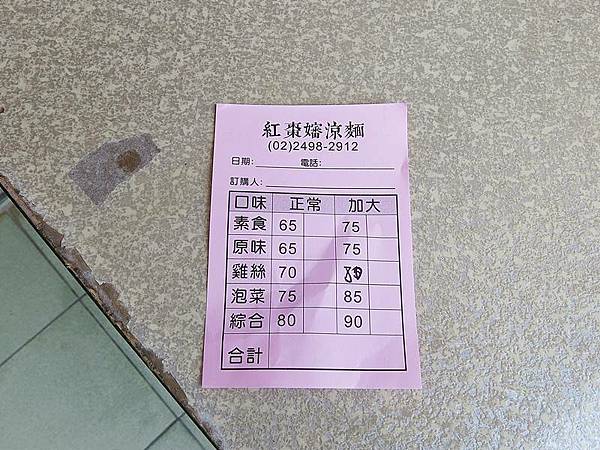 紅棗嬸涼麵
(02)2498-2912
日期: 電話:
訂購人:
口味 正常 加大
素食 65 75
原味 65 75
雞絲 70
泡菜 75 85
綜合 80 90
合計